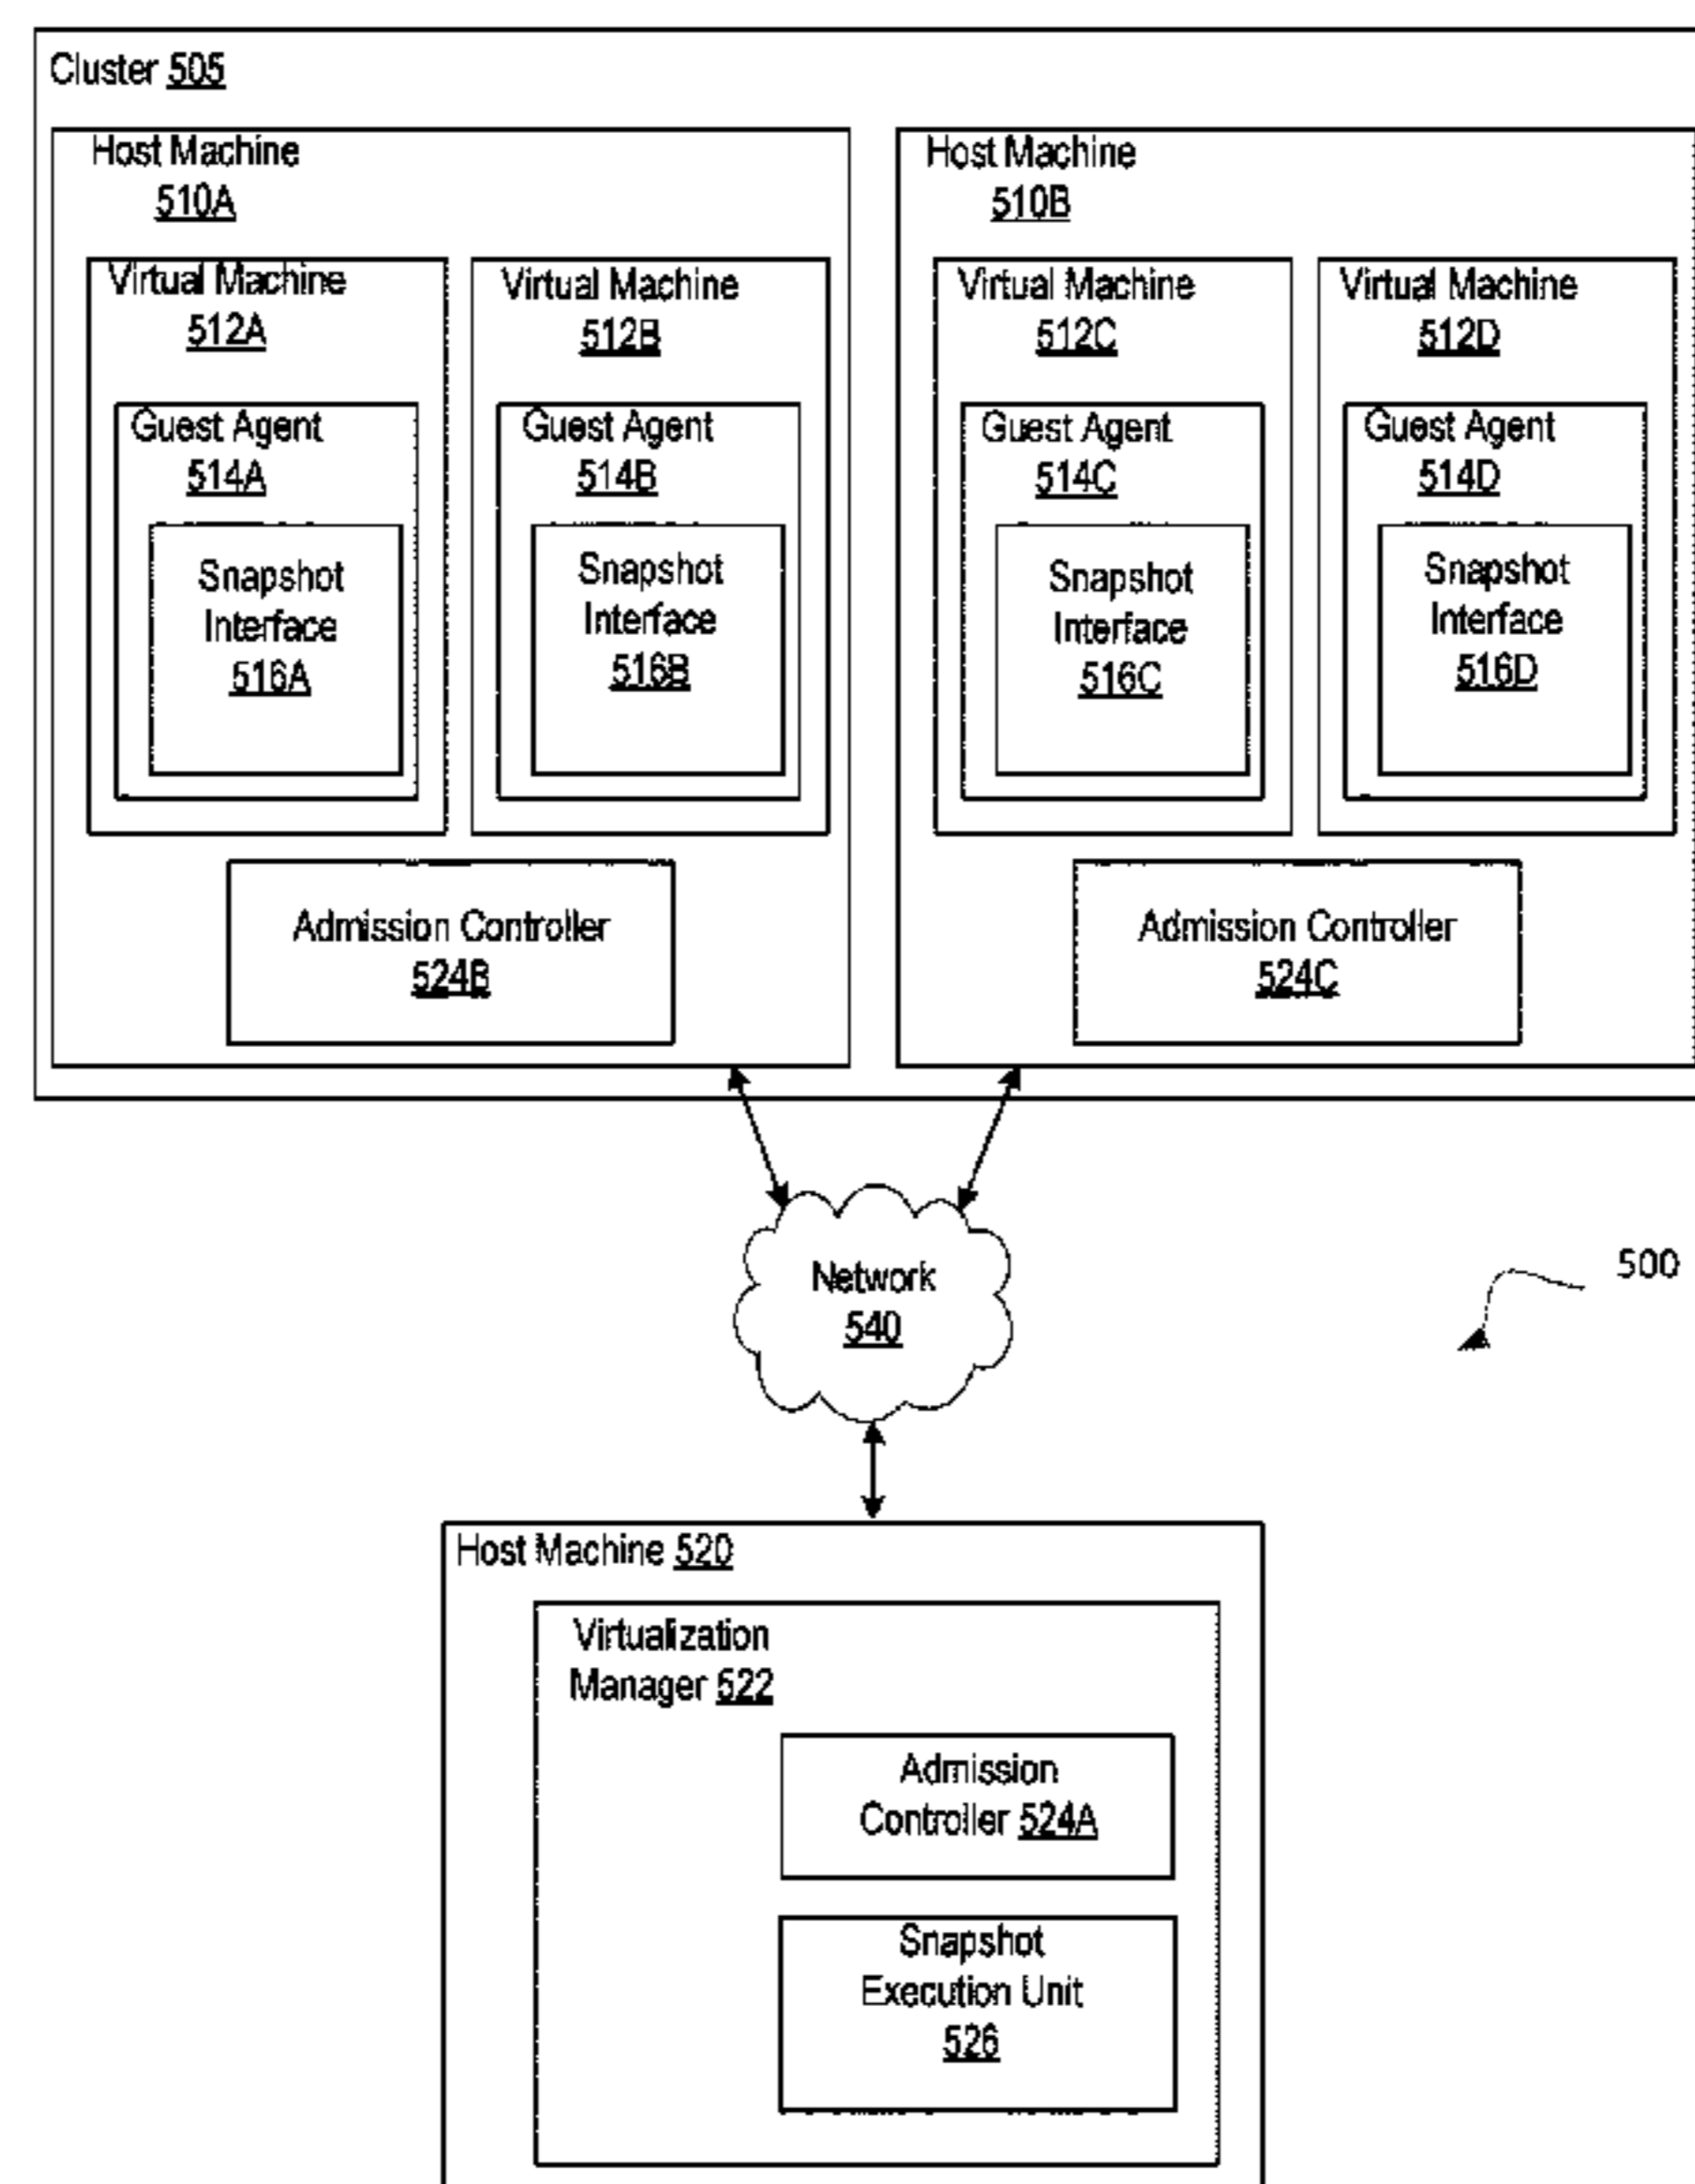 Cluster 505
Host Machine
510A
Virtual Machine
512A
Guest Agent
514A
Snapshot
Interface
516A
Virtual Machine
512B
Guest Agent
514B
Snapshot
Interface
516B
Admission Controller
524B
Host Machine
510B
Virtual Machine
512C
Guest Agent
514C
Snapshot
Interface
516C
Virtual Machine
512D
Guest Agent
514D
Snapshot
Interface
516D
Admission Controller
524C
Network
540
500
Host Machine 520
Virtualization
Manager 522
Admission
Controller 524A
Snapshot
Execution Unit
526